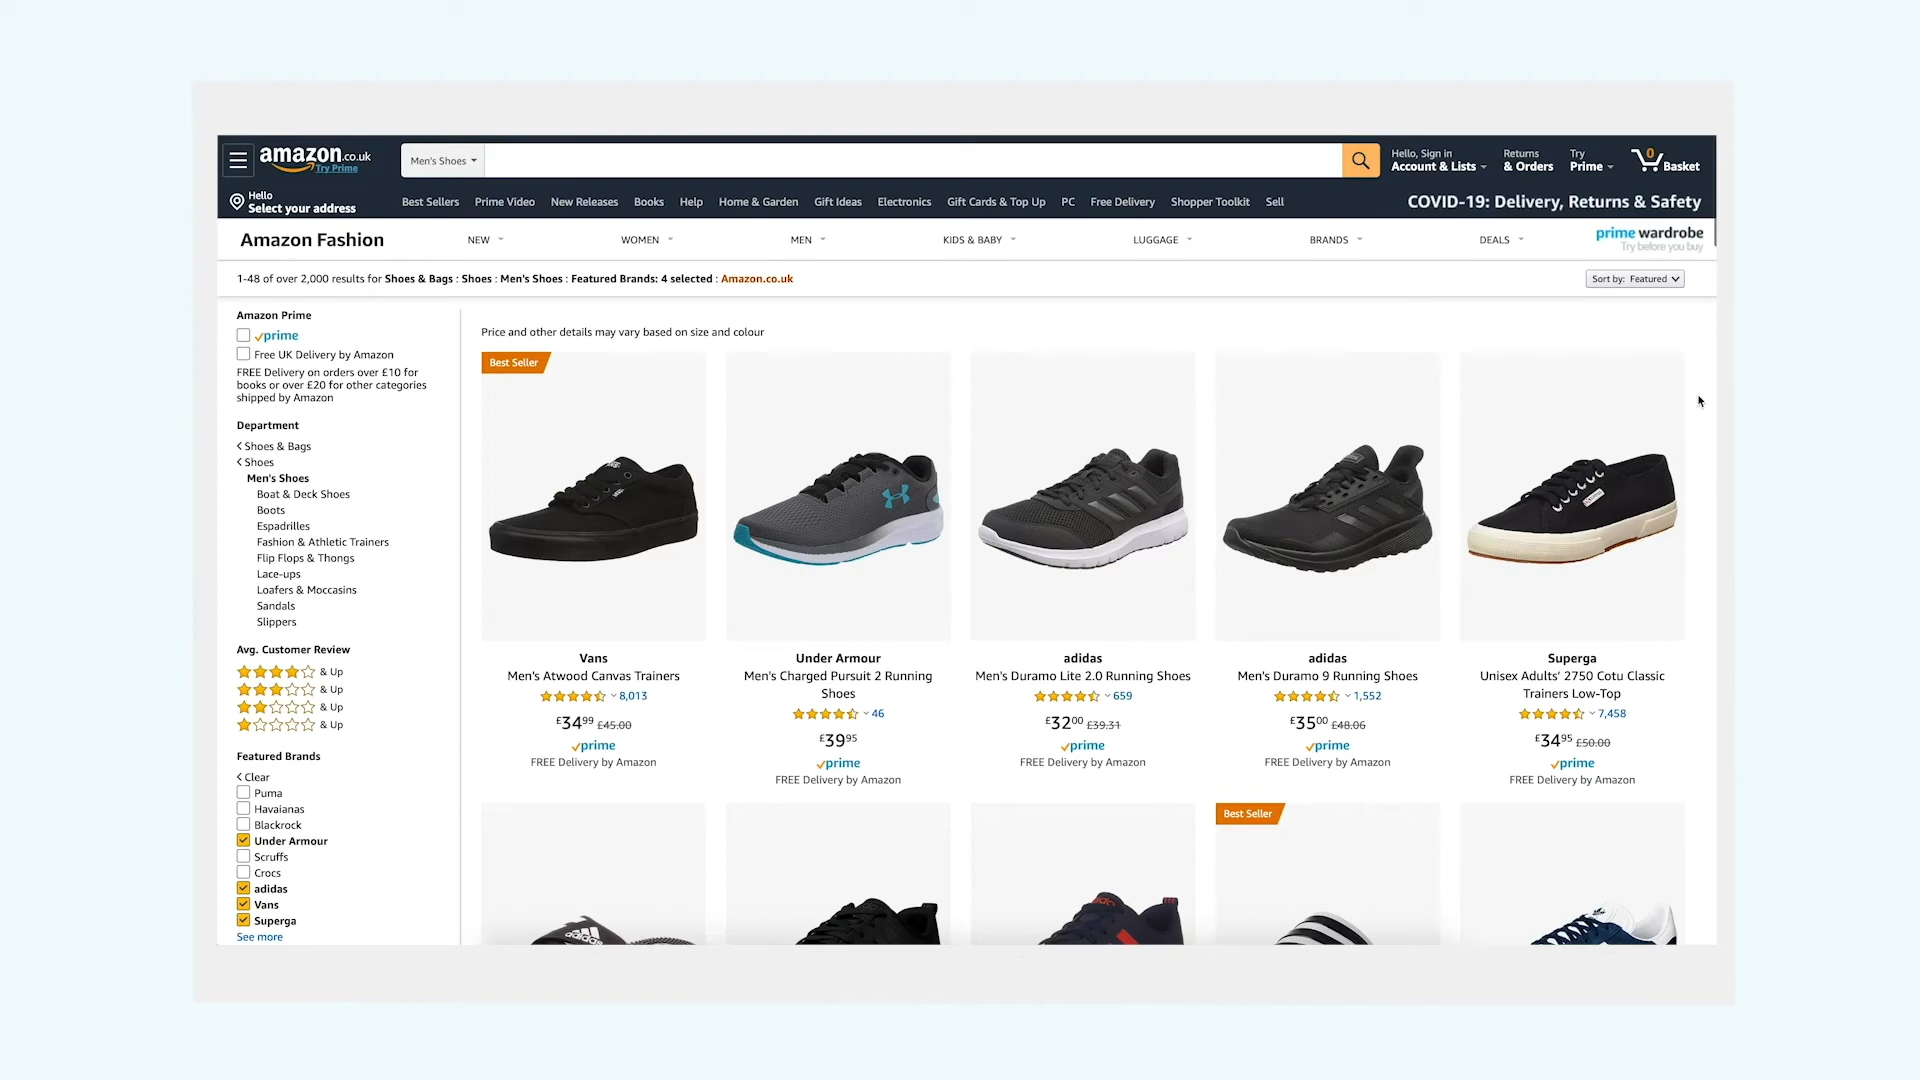 amazon.co.uk
Try Prime
Men's Shoes
Hello, Sign in
Account & Lists
Returns
& Orders
Try
Prime
0
Basket
Hello
Select your address
Best Sellers
Prime Video
New Releases
Books
Help
Home & Garden
Gift Ideas
Electronics
Gift Cards & Top Up
PC
Free Delivery
Shopper Toolkit
Sell
COVID-19: Delivery, Returns & Safety
Amazon Fashion
NEW
WOMEN
MEN
KIDS & BABY
LUGGAGE
BRANDS
DEALS
prime wardrobe
Try before you buy
1-48 of over 2,000 results for Shoes & Bags : Shoes : Men's Shoes : Featured Brands: 4 selected : Amazon.co.uk
Sort by: Featured
Amazon Prime
prime
Free UK Delivery by Amazon
FREE Delivery on orders over £10 for
books or over £20 for other categories
shipped by Amazon
Department
Shoes & Bags
Shoes
Men's Shoes
Boat & Deck Shoes
Boots
Espadrilles
Fashion & Athletic Trainers
Flip Flops & Thongs
Lace-ups
Loafers & Moccasins
Sandals
Slippers
Avg. Customer Review
& Up
& Up
& Up
& Up
Featured Brands
Clear
Puma
Havaianas
Blackrock
Under Armour
Scruffs
Crocs
adidas
Vans
Superga
See more
Price and other details may vary based on size and colour
Best Seller
Vans
Men's Atwood Canvas Trainers
8,013
£34.99 £45.00
prime
FREE Delivery by Amazon
Under Armour
Men's Charged Pursuit 2 Running
Shoes
46
£39.95
prime
FREE Delivery by Amazon
adidas
Men's Duramo Lite 2.0 Running Shoes
659
£32.00 £39.31
prime
FREE Delivery by Amazon
adidas
Men's Duramo 9 Running Shoes
1,552
£35.00 £48.06
prime
FREE Delivery by Amazon
Superga
Unisex Adults' 2750 Cotu Classic
Trainers Low-Top
7,458
£34.95 £50.00
prime
FREE Delivery by Amazon
Best Seller
adidas